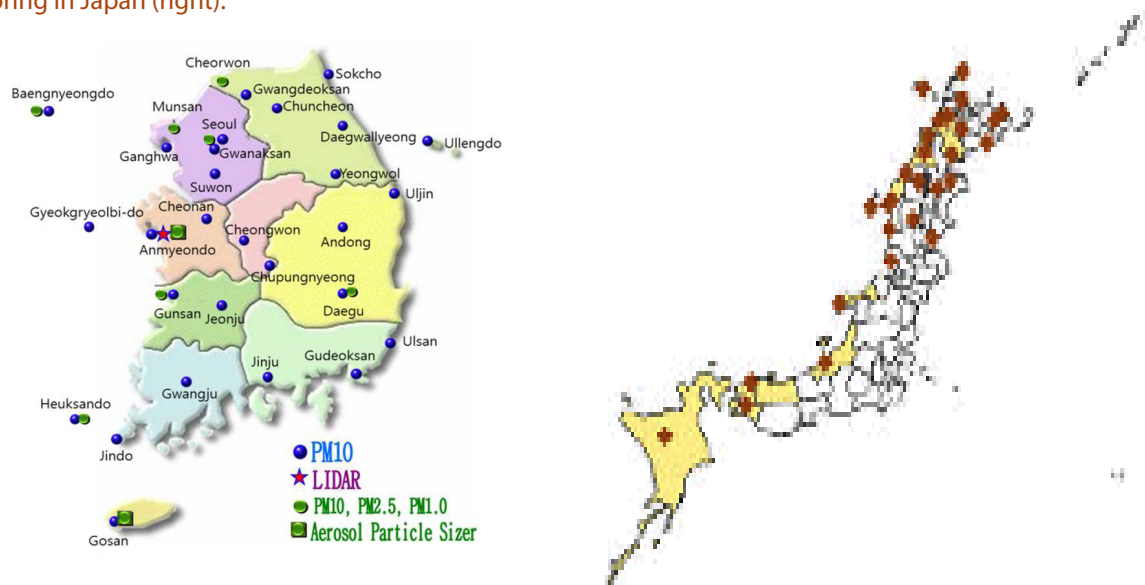 oring in Japan (right).
Cheorwon
Sokcho
Gwangdeoksan
Baengnyeongdo
Munsan
Chuncheon
Seoul
Daegwallyeong
Ullengdo
Ganghwa
Gwanaksan
Yeongwol
Suwon
Uljin
Cheonan
Gyeokgryeolbi-do
Cheongwon
Andong
Anmyeondo
Chupungnyeong
Gunsan
Jeonju
Daegu
Ulsan
Jinju
Gudeoksan
Gwangju
Heuksando
Jindo
PM10
LIDAR
PM10, PM2.5, PM1.0
Aerosol Particle Sizer
Gosan